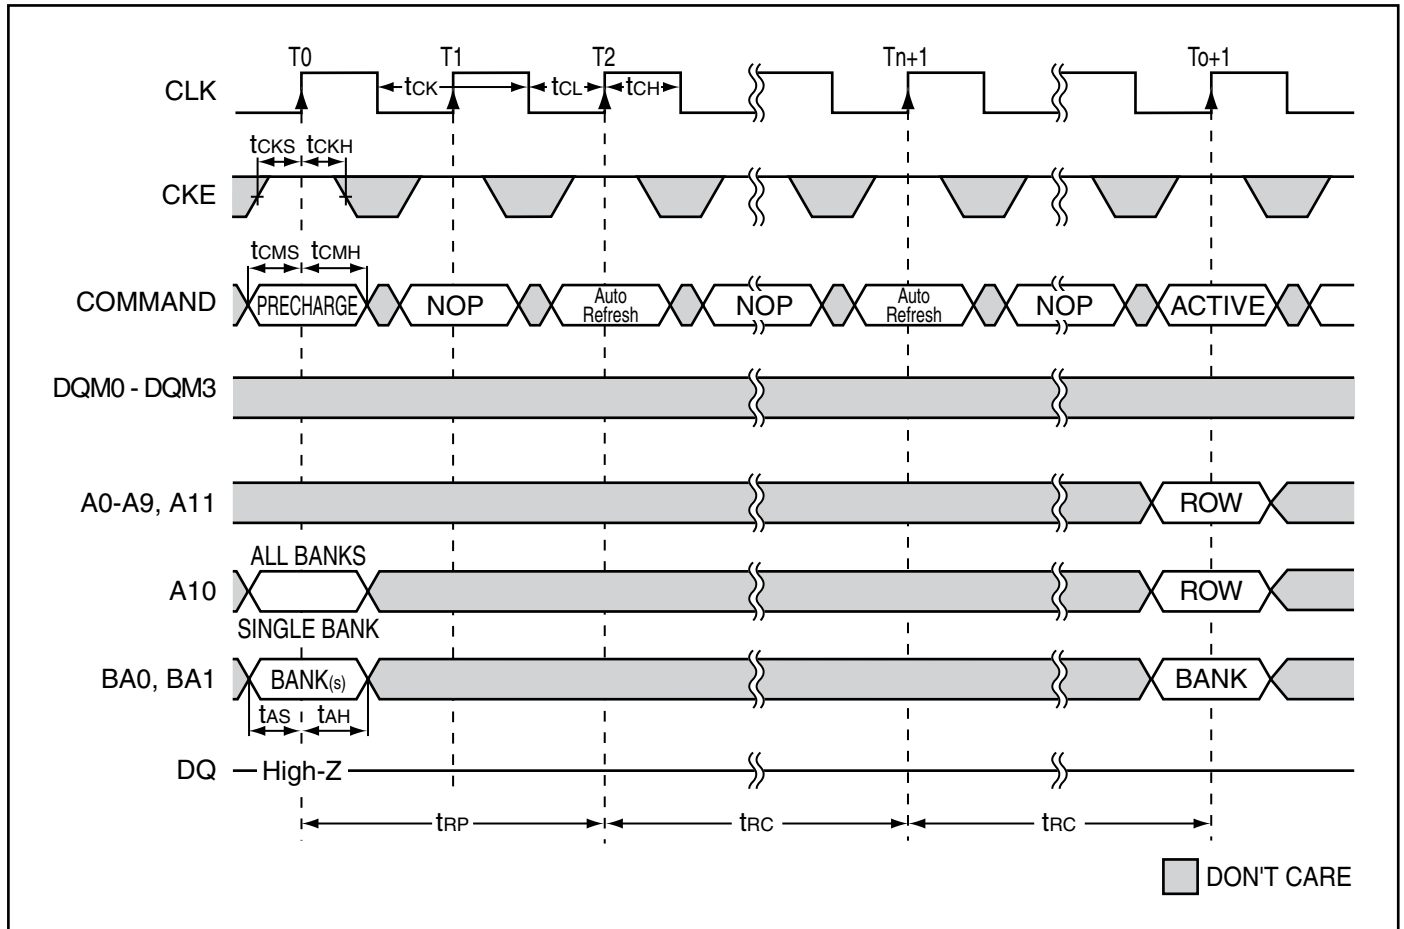 T0 T1 T2 Tn+1 To+1
CLK tCK tCL tCH
tCKS tCKH
CKE
tCMS tCMH
COMMAND PRECHARGE NOP Auto Refresh NOP Auto Refresh NOP ACTIVE
DQM0 - DQM3
A0-A9, A11 ROW
ALL BANKS
A10 ROW
SINGLE BANK
BA0, BA1 BANK(s) BANK
tAS tAH
DQ High-Z
tRP tRC tRC
DON'T CARE